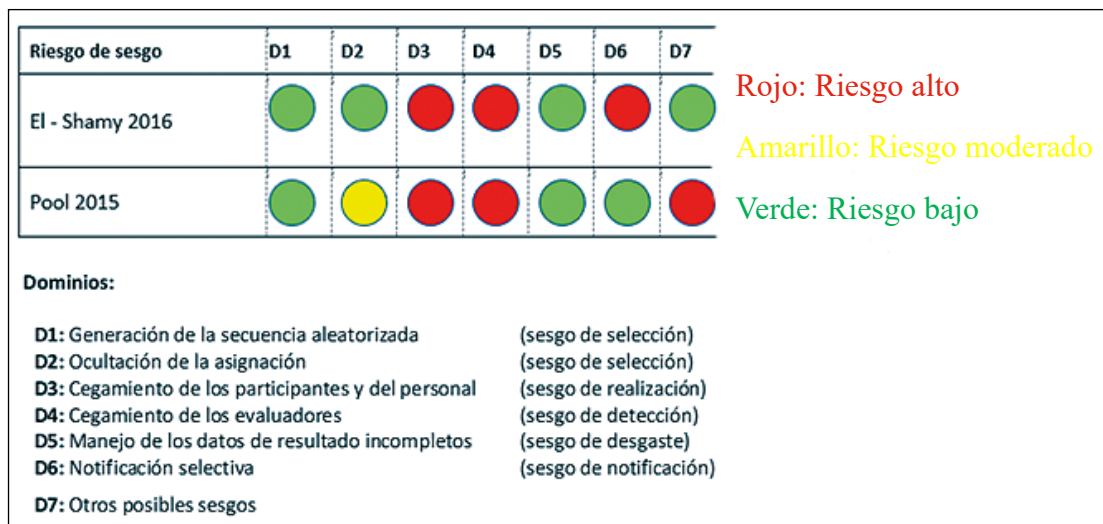 Riesgo de sesgo D1 D2 D3 D4 D5 D6 D7
El - Shamy 2016
Pool 2015
Rojo: Riesgo alto
Amarillo: Riesgo moderado
Verde: Riesgo bajo
Dominios:
D1: Generación de la secuencia aleatorizada (sesgo de selección)
D2: Ocultación de la asignación (sesgo de selección)
D3: Cegamiento de los participantes y del personal (sesgo de realización)
D4: Cegamiento de los evaluadores (sesgo de detección)
D5: Manejo de los datos de resultado incompletos (sesgo de desgaste)
D6: Notificación selectiva (sesgo de notificación)
D7: Otros posibles sesgos